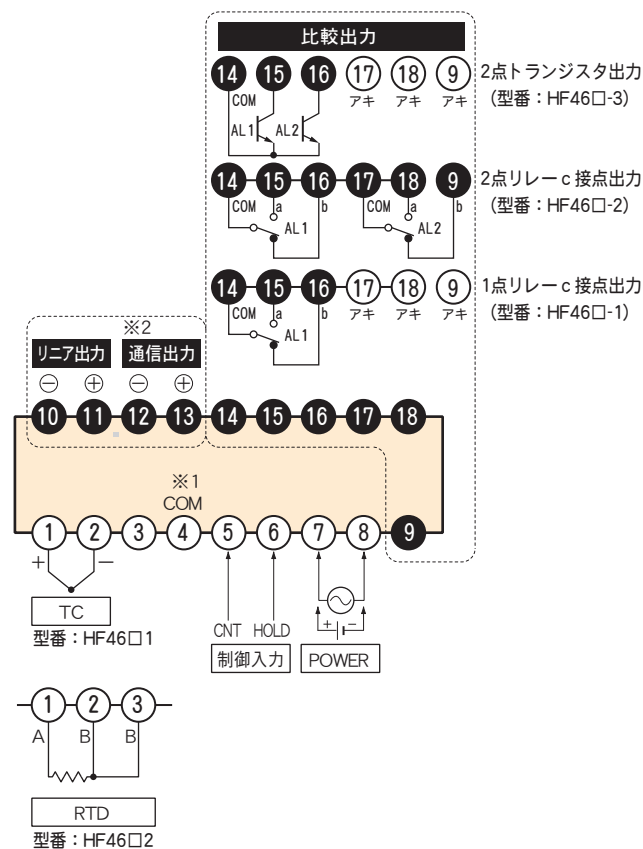 比較出力
14 15 16 17 18 9 2点トランジスタ出力
COM アキ アキ アキ (型番：HF46□-3)
AL1 AL2
14 15 16 17 18 9 2点リレーｃ接点出力
COM a b COM a b (型番：HF46□-2)
AL1 AL2
14 15 16 17 18 9 1点リレーｃ接点出力
COM a b アキ アキ アキ (型番：HF46□-1)
AL1
※2
リニア出力 通信出力
⊖ ⊕ ⊖ ⊕
10 11 12 13 14 15 16 17 18
※1
COM
1 2 3 4 5 6 7 8 9
+ −
TC
型番：HF46□1
CNT HOLD
制御入力
+ −
POWER
1 2 3
A B B
RTD
型番：HF46□2